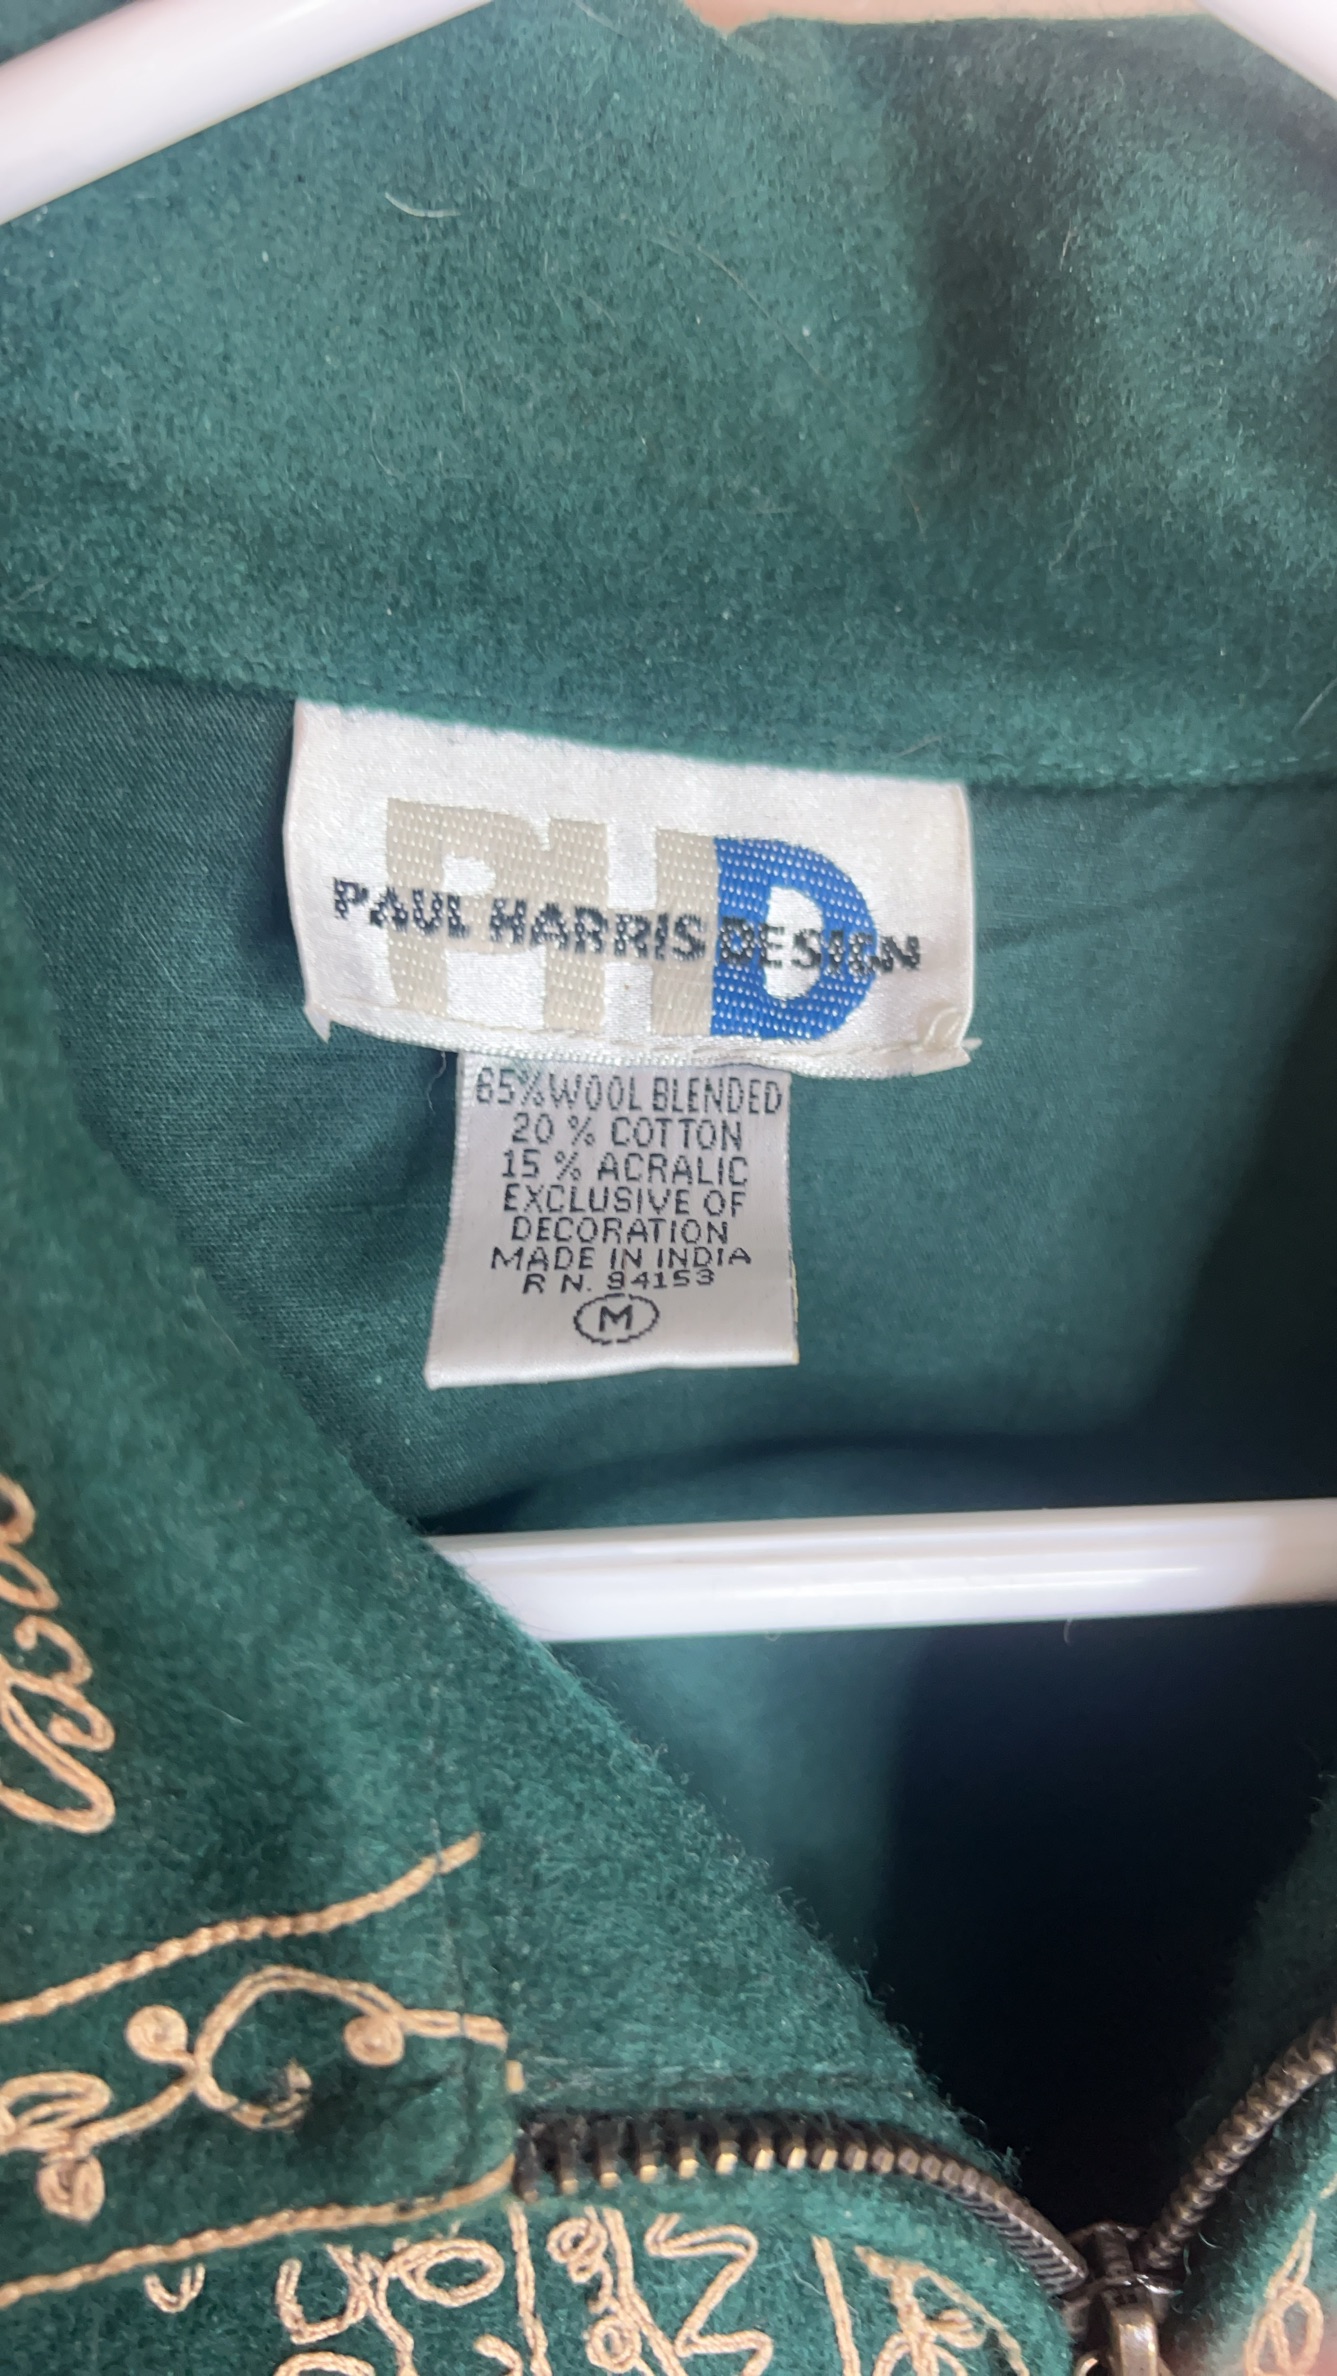 PHD
PAUL HARRIS DESIGN
65% WOOL BLENDED
20 % COTTON
15 % ACRALIC
EXCLUSIVE OF
DECORATION
MADE IN INDIA
R N. 94153
M